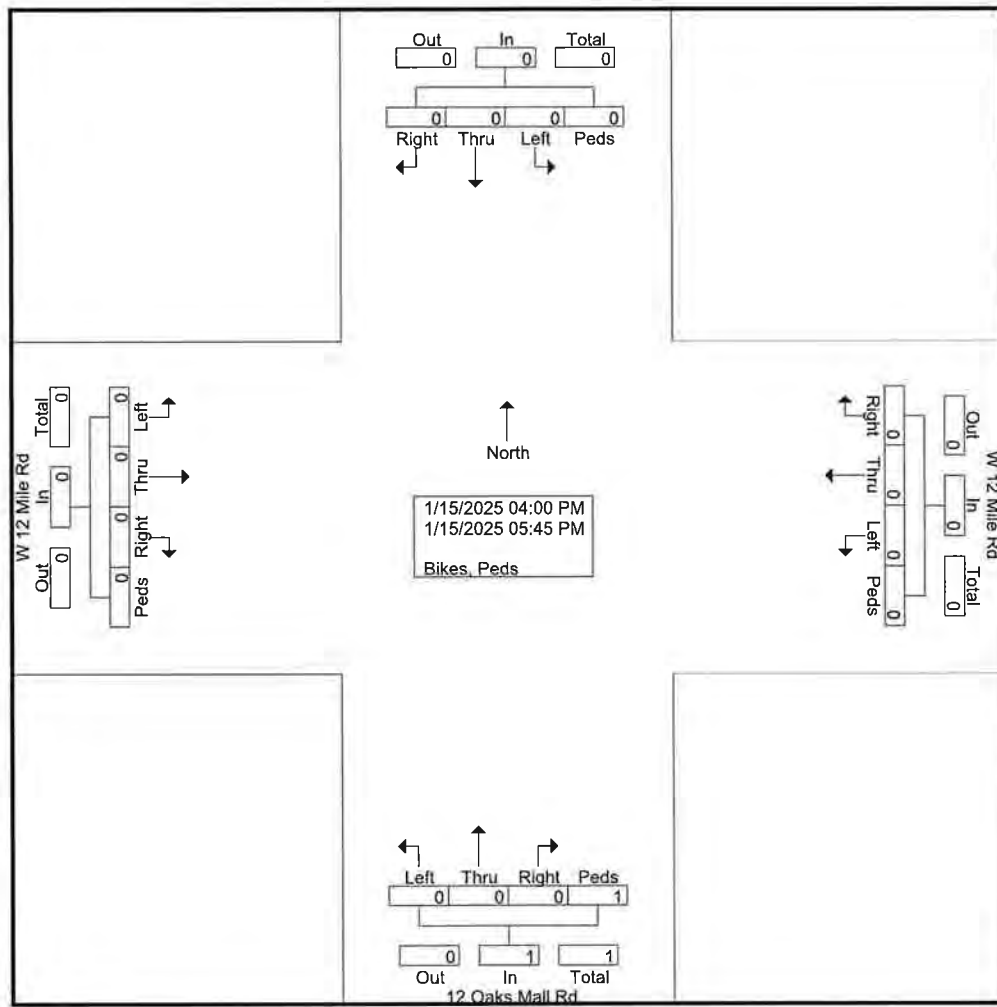 Out In Total
0 0 0
0 0 0 0
Right Thru Left Peds
W 12 Mile Rd
Out In Total
0 0 0
0 0 0 0
Peds Right Thru Left
North
1/15/2025 04:00 PM
1/15/2025 05:45 PM
Bikes, Peds
W 12 Mile Rd
Out In Total
0 0 0
0 0 0 0
Right Thru Left Peds
Left Thru Right Peds
0 0 0 1
0 1 1
Out In Total
12 Oaks Mall Rd